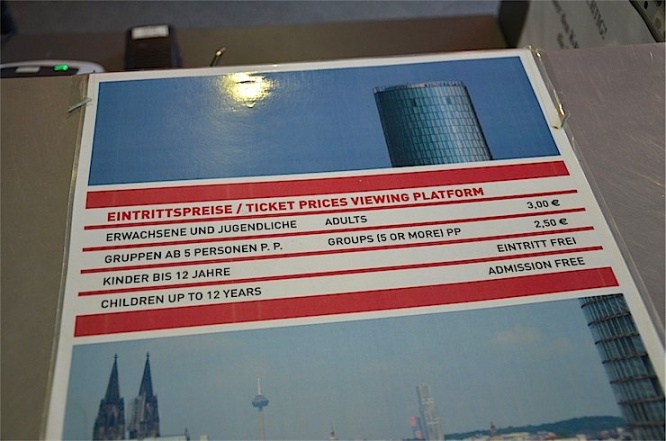 EINTRITTSPREISE / TICKET PRICES VIEWING PLATFORM
ERWACHSENE UND JUGENDLICHE ADULTS 3,00 €
GRUPPEN AB 5 PERSONEN P. P. GROUPS (5 OR MORE) PP 2,50 €
KINDER BIS 12 JAHRE EINTRITT FREI
CHILDREN UP TO 12 YEARS ADMISSION FREE